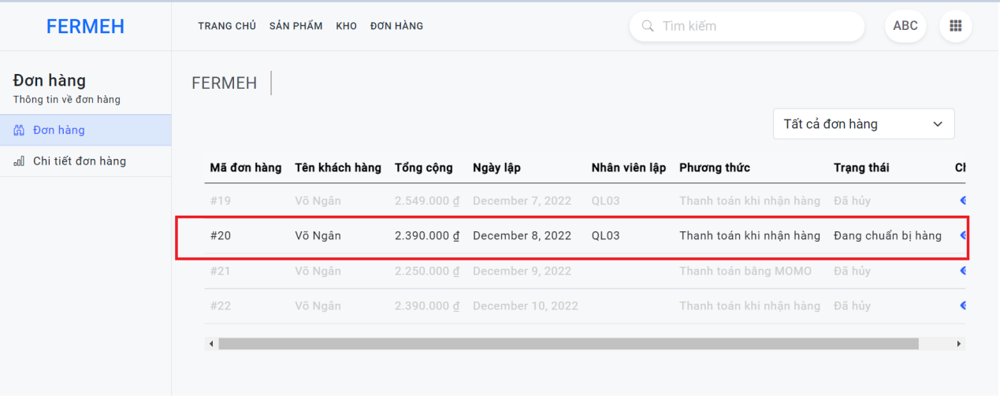 FERMEH TRANG CHỦ SẢN PHẨM KHO ĐƠN HÀNG Tìm kiếm ABC
Đơn hàng
Thông tin về đơn hàng
Đơn hàng
Chi tiết đơn hàng
FERMEH
Tất cả đơn hàng
Mã đơn hàng Tên khách hàng Tổng cộng Ngày lập Nhân viên lập Phương thức Trạng thái
#19 Võ Ngân 2.549.000 ₫ December 7, 2022 QL03 Thanh toán khi nhận hàng Đã hủy
#20 Võ Ngân 2.390.000 ₫ December 8, 2022 QL03 Thanh toán khi nhận hàng Đang chuẩn bị hàng
#21 Võ Ngân 2.250.000 ₫ December 9, 2022 Thanh toán bằng MOMO Đã hủy
#22 Võ Ngân 2.390.000 ₫ December 10, 2022 Thanh toán khi nhận hàng Đã hủy